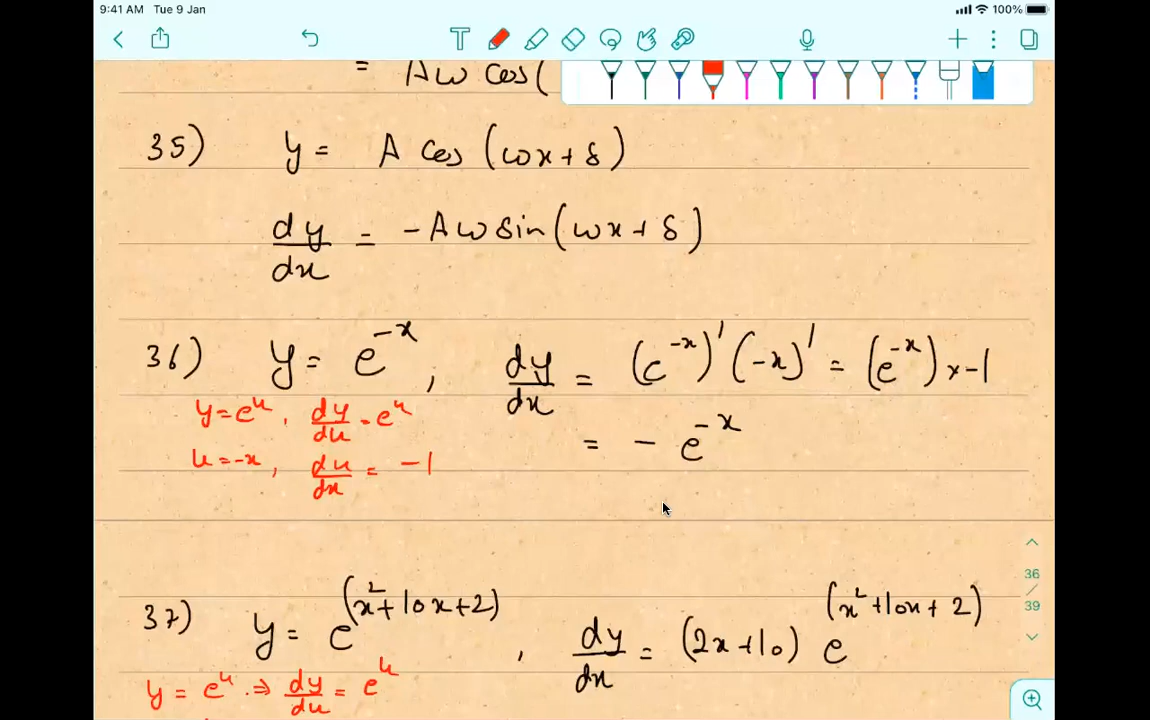 9:41 AM Tue 9 Jan 100%
= Aω cos(
35) y = A cos (ωx + δ)
dy/dx = -Aω sin(ωx + δ)
36) y = e^{-x}, dy/dx = (e^{-x})' (-x)' = (e^{-x}) x -1
y = e^u, dy/du = e^u
= - e^{-x}
u = -x, du/dx = -1
37) y = e^{(x^2 + 10x + 2)}, dy/dx = (2x + 10) e^{(x^2 + 10x + 2)}
y = e^u ⇒ dy/du = e^u
36
/
39